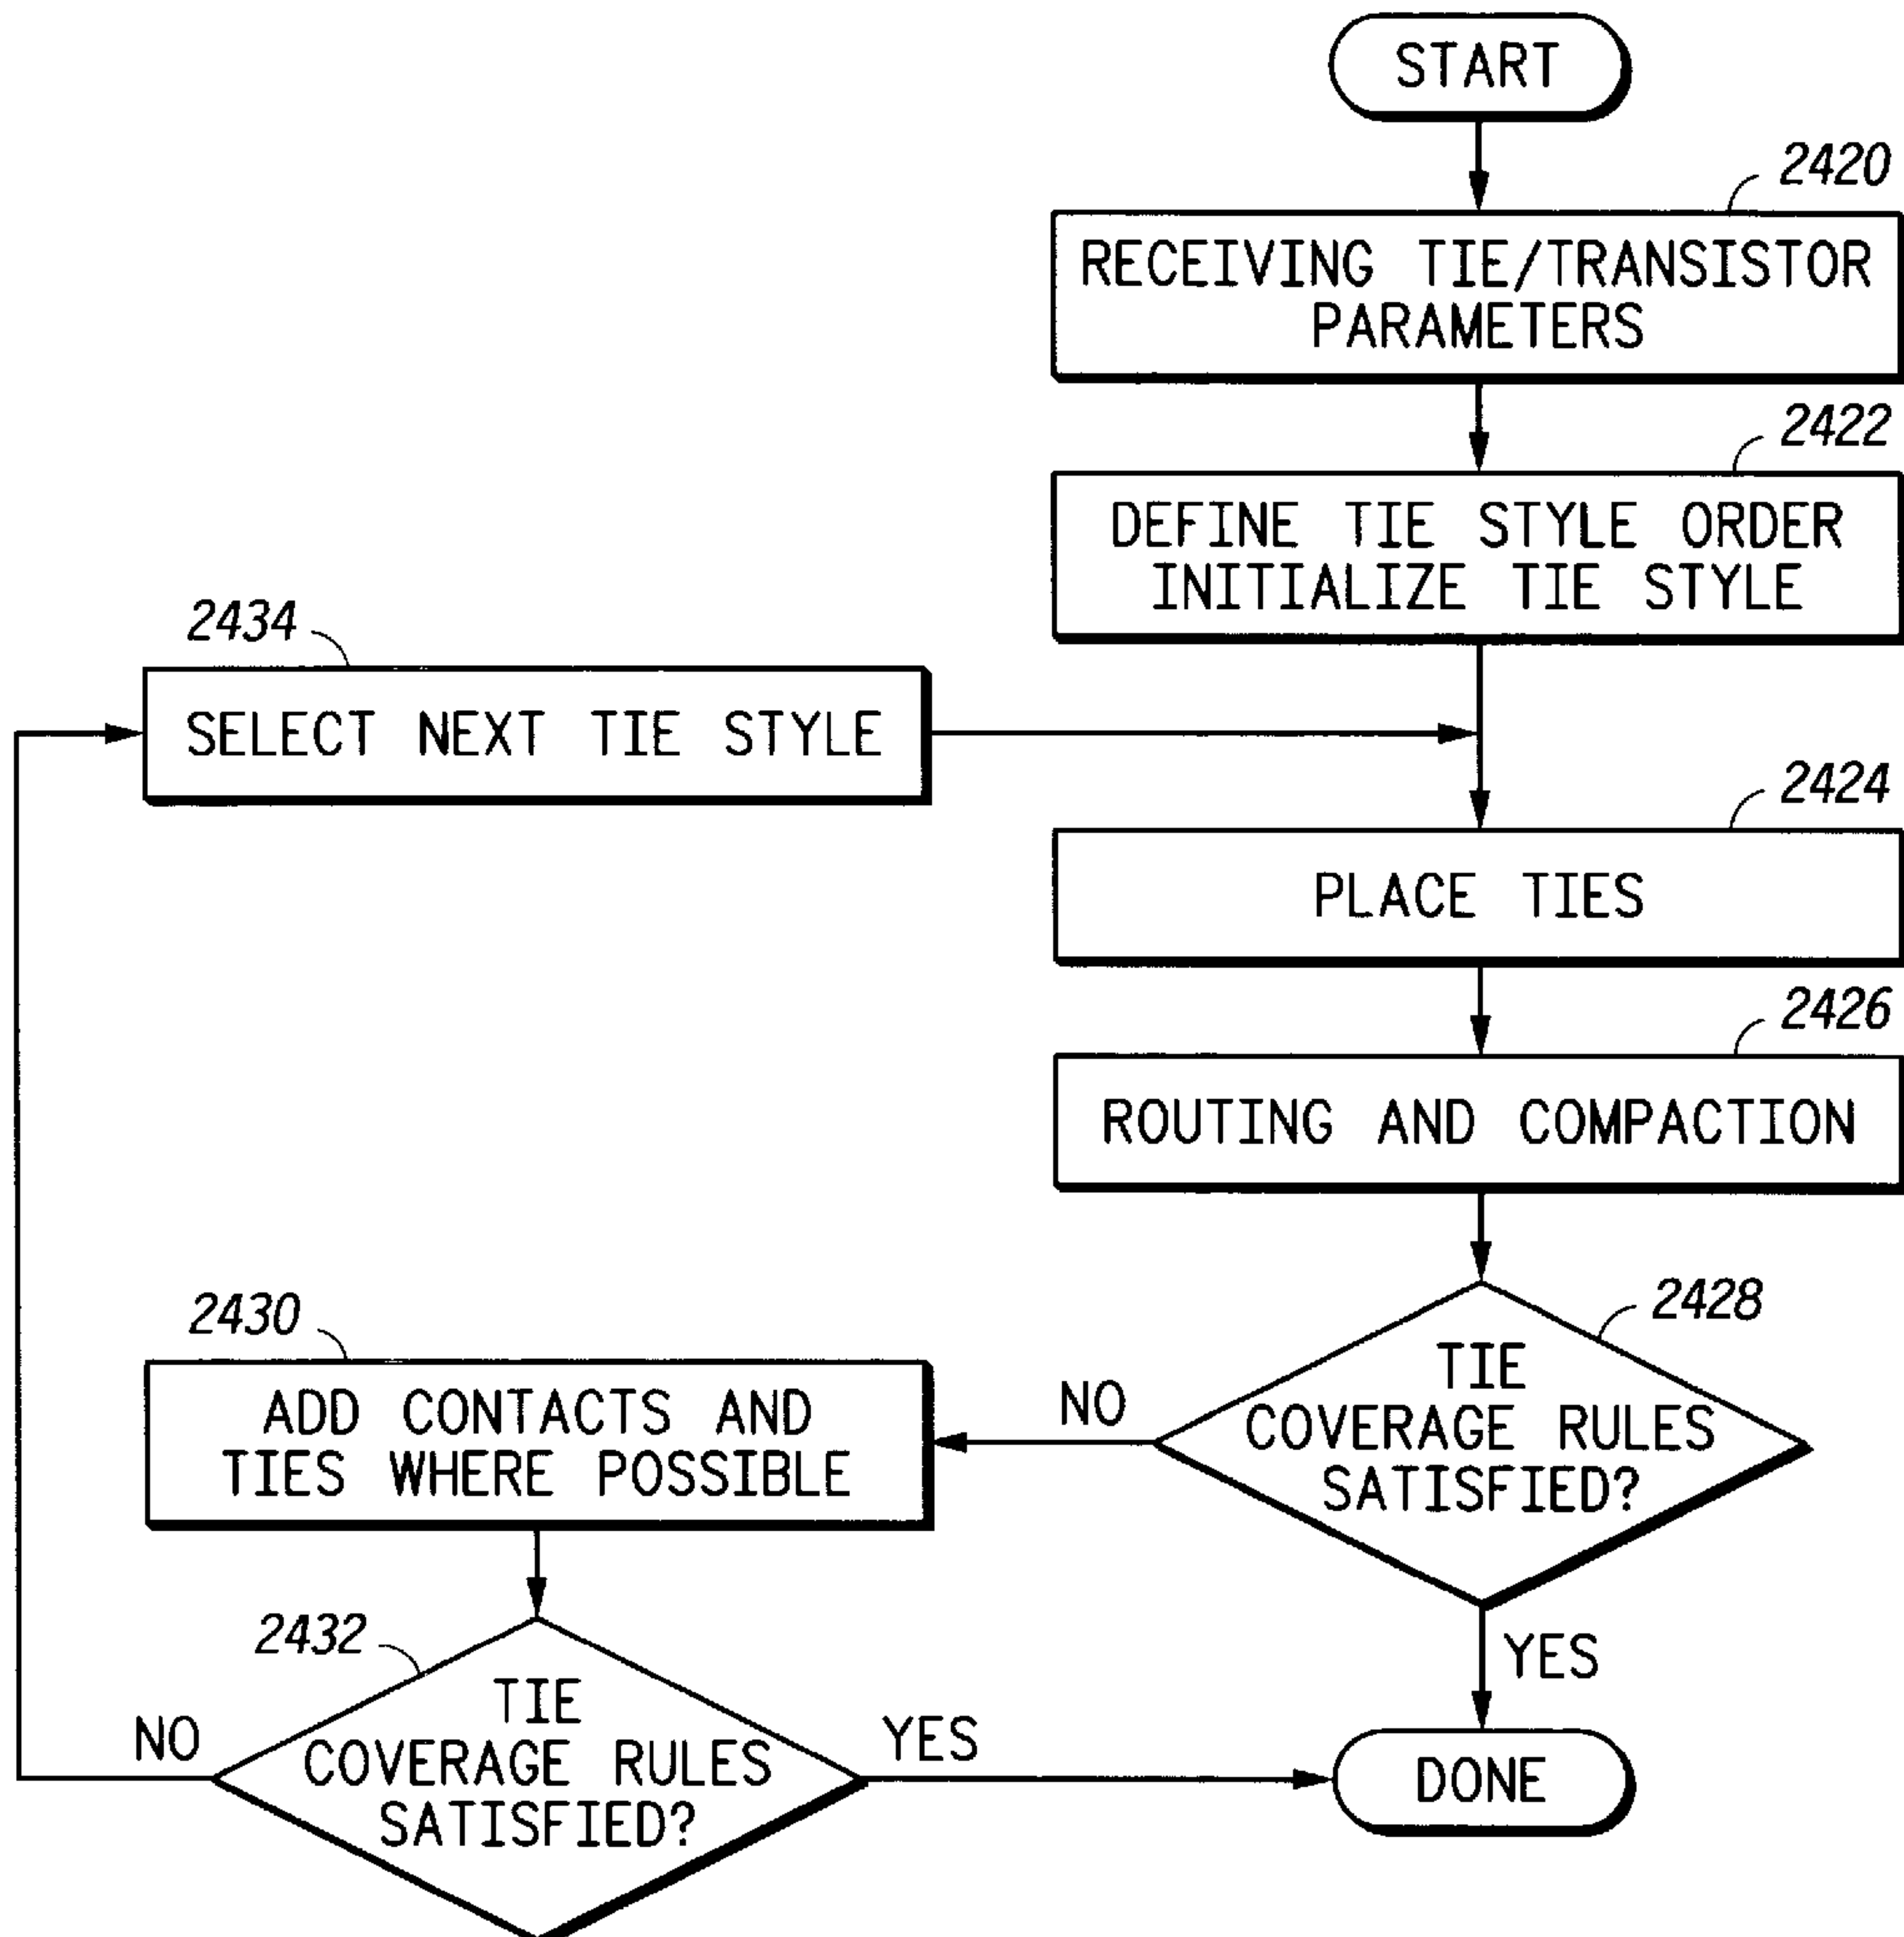 START
2420
RECEIVING TIE/TRANSISTOR
PARAMETERS
2422
DEFINE TIE STYLE ORDER
INITIALIZE TIE STYLE
2434
SELECT NEXT TIE STYLE
2424
PLACE TIES
2426
ROUTING AND COMPACTION
2428
TIE
COVERAGE RULES
SATISFIED?
NO
YES
2430
ADD CONTACTS AND
TIES WHERE POSSIBLE
2432
TIE
COVERAGE RULES
SATISFIED?
NO
YES
DONE